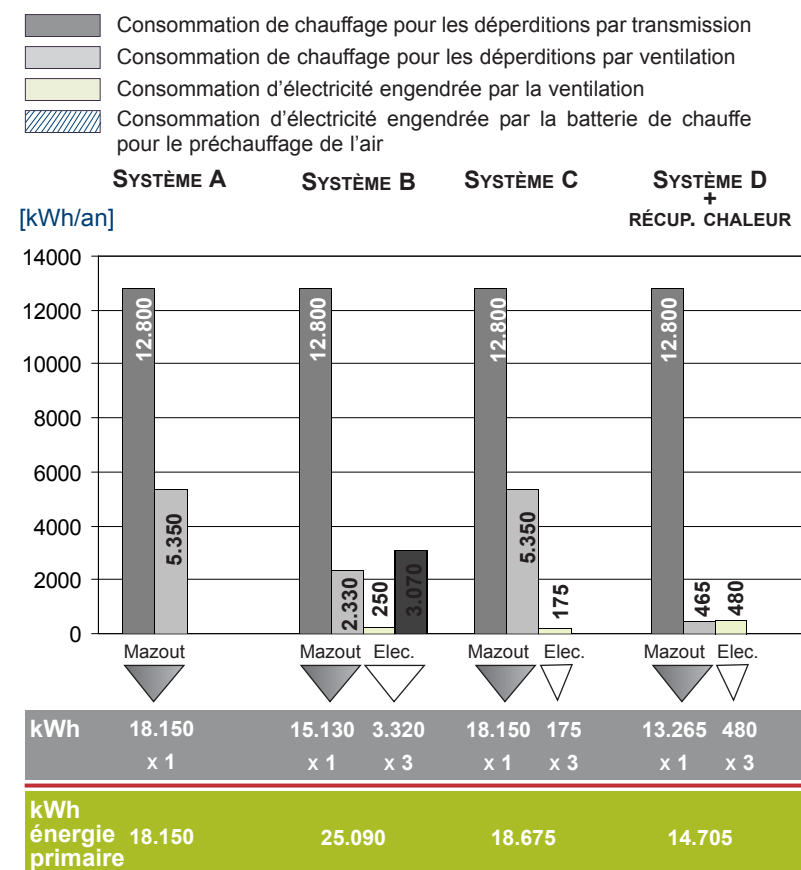 Consommation de chauffage pour les déperditions par transmission
Consommation de chauffage pour les déperditions par ventilation
Consommation d'électricité engendrée par la ventilation
Consommation d'électricité engendrée par la batterie de chauffe
pour le préchauffage de l'air
SYSTÈME A SYSTÈME B SYSTÈME C SYSTÈME D
+
RÉCUP. CHALEUR
[kWh/an]
14000
12000
10000
8000
6000
4000
2000
0
12.800
5.350
12.800
2.330
250
3.070
12.800
5.350
175
12.800
465
480
Mazout Mazout Elec. Mazout Elec. Mazout Elec.
kWh 18.150 15.130 3.320 18.150 175 13.265 480
x 1 x 1 x 3 x 1 x 3 x 1 x 3
kWh
énergie 18.150 25.090 18.675 14.705
primaire